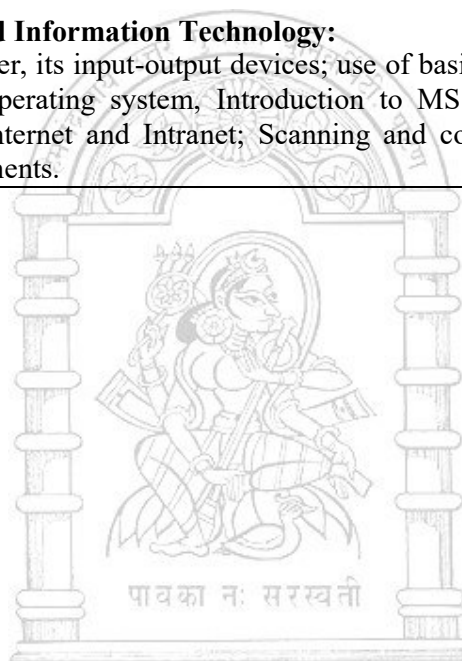 d Information Technology:
er, its input-output devices; use of basi
perating system, Introduction to MS
nternet and Intranet; Scanning and co
nents.
पावका नः सरस्वती